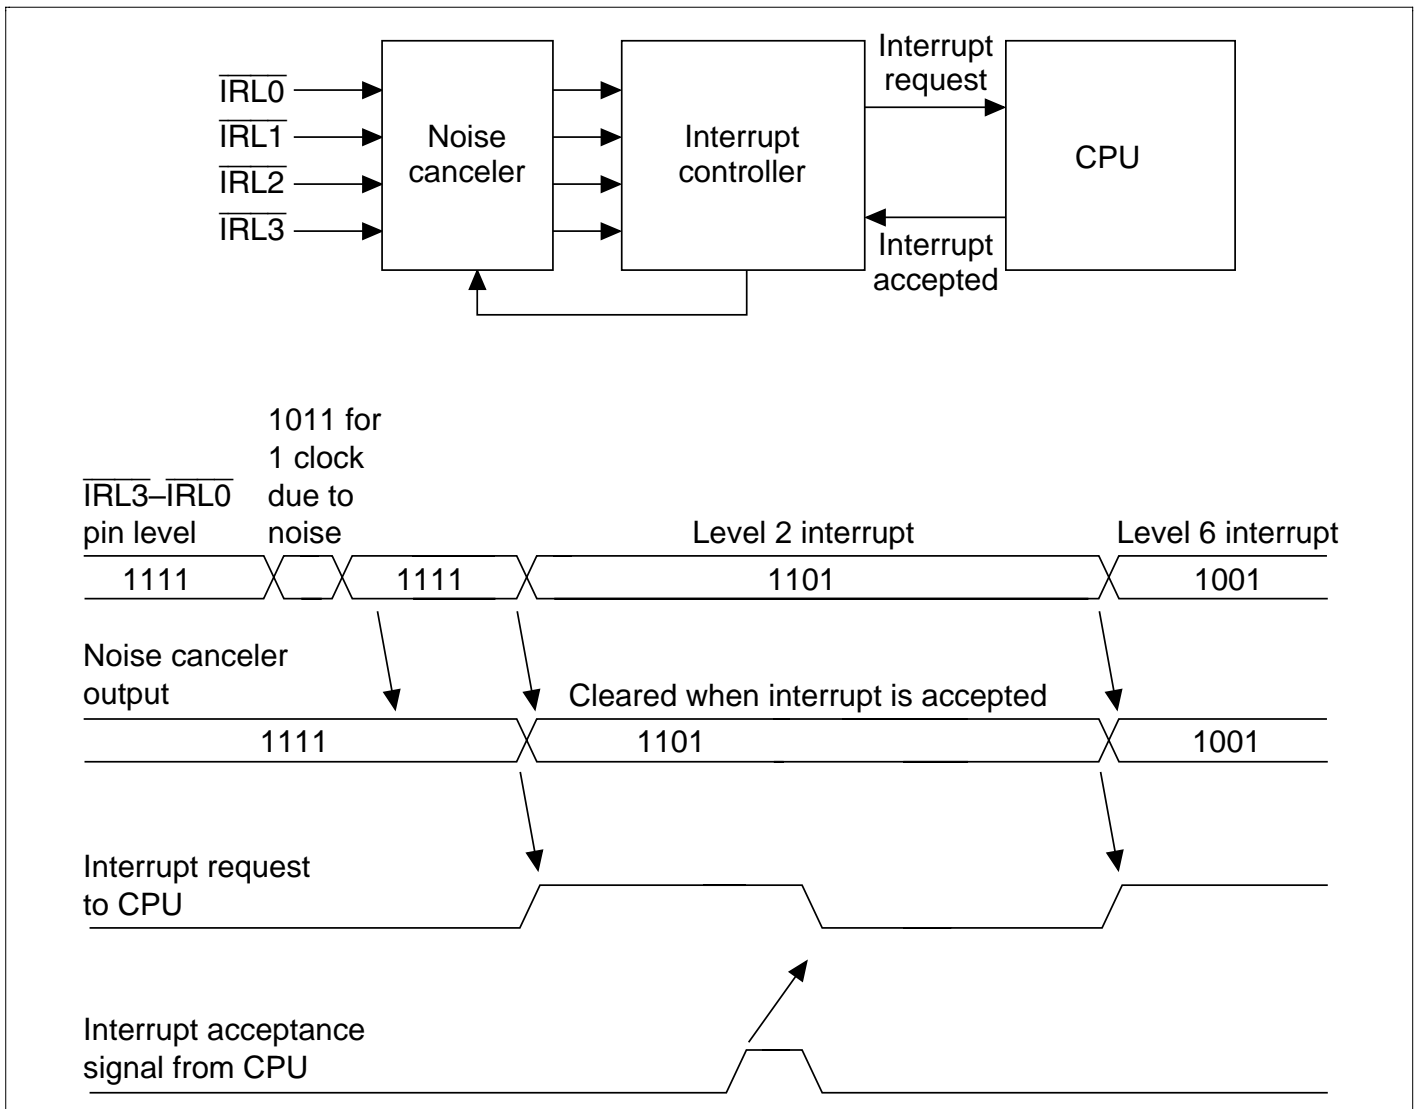 Interrupt
request
IRL0
IRL1
IRL2
IRL3
Noise
canceler
Interrupt
controller
CPU
Interrupt
accepted
1011 for
1 clock
due to
noise
IRL3–IRL0
pin level
Level 2 interrupt
Level 6 interrupt
1111
1111
1101
1001
Noise canceler
output
Cleared when interrupt is accepted
1111
1101
1001
Interrupt request
to CPU
Interrupt acceptance
signal from CPU